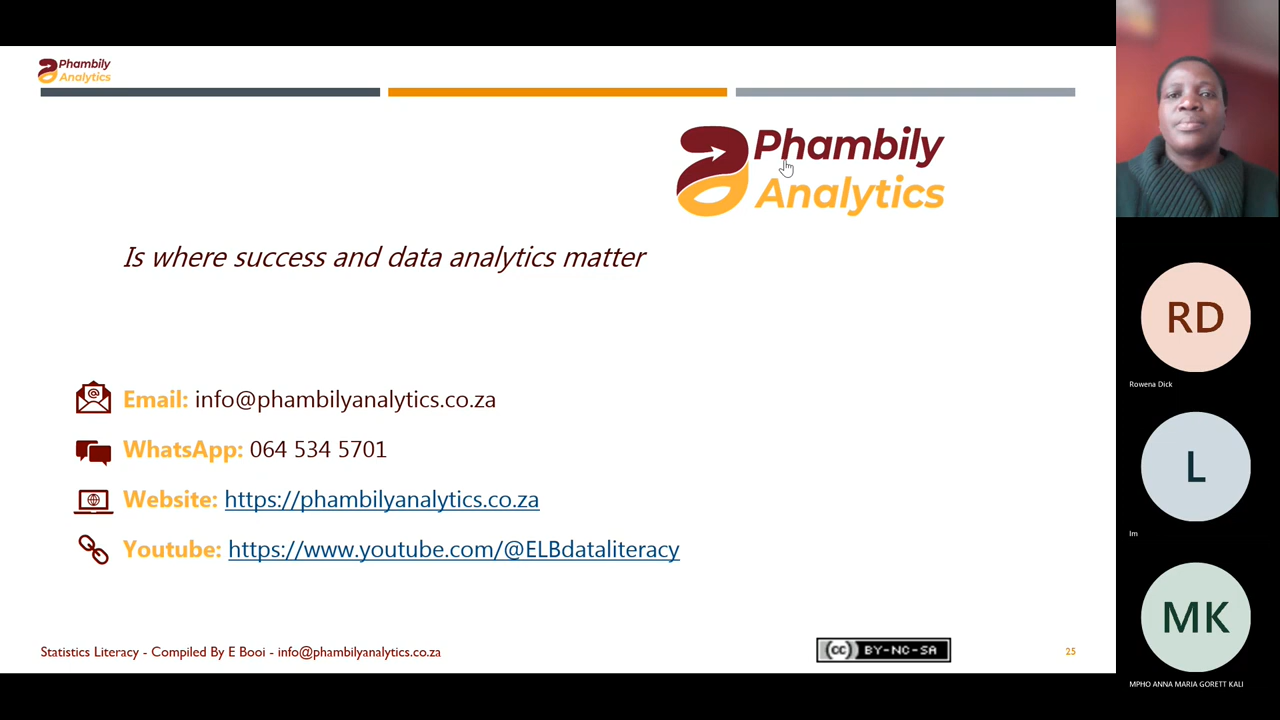 Phambily
Analytics
Phambily
Analytics
Is where success and data analytics matter
Email: info@phambilyanalytics.co.za
WhatsApp: 064 534 5701
Website: https://phambilyanalytics.co.za
Youtube: https://www.youtube.com/@ELBdataliteracy
Statistics Literacy - Compiled By E Booi - info@phambilyanalytics.co.za
cc BY-NC-SA
25
RD
Rowena Dick
L
lm
MK
MPHO ANNA MARIA GORETT KALI